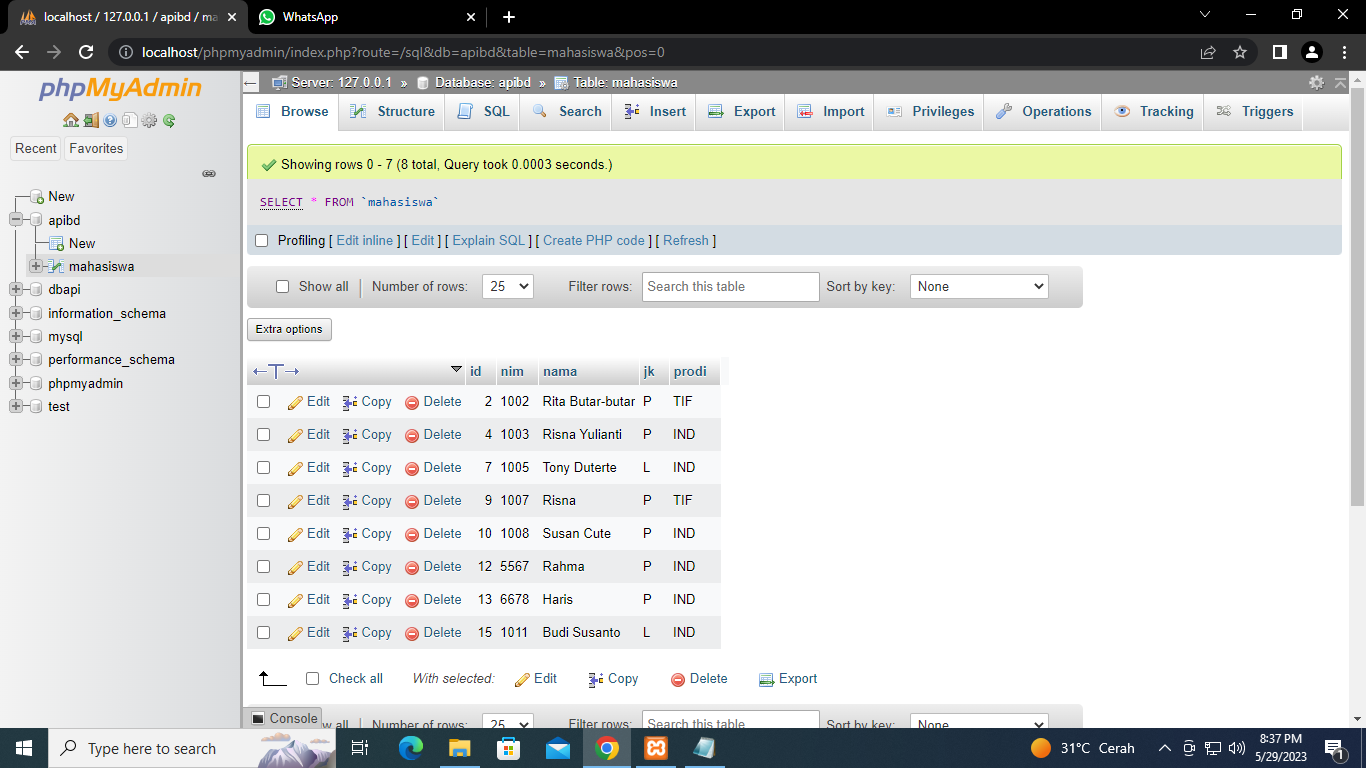 localhost / 127.0.0.1 / apibd / ma
WhatsApp
localhost/phpmyadmin/index.php?route=/sql&db=apibd&table=mahasiswa&pos=0
phpMyAdmin
Recent Favorites
New
apibd
New
mahasiswa
dbapi
information_schema
mysql
performance_schema
phpmyadmin
test
Server: 127.0.0.1 » Database: apibd » Table: mahasiswa
Browse Structure SQL Search Insert Export Import Privileges Operations Tracking Triggers
Showing rows 0 - 7 (8 total, Query took 0.0003 seconds.)
SELECT * FROM `mahasiswa`
Profiling [ Edit inline ] [ Edit ] [ Explain SQL ] [ Create PHP code ] [ Refresh ]
Show all Number of rows: 25 Filter rows: Search this table Sort by key: None
Extra options
id nim nama jk prodi
Edit Copy Delete 2 1002 Rita Butar-butar P TIF
Edit Copy Delete 4 1003 Risna Yulianti P IND
Edit Copy Delete 7 1005 Tony Duterte L IND
Edit Copy Delete 9 1007 Risna P TIF
Edit Copy Delete 10 1008 Susan Cute P IND
Edit Copy Delete 12 5567 Rahma P IND
Edit Copy Delete 13 6678 Haris P IND
Edit Copy Delete 15 1011 Budi Susanto L IND
Check all With selected: Edit Copy Delete Export
Console
w all Number of rows: 25 Filter rows: Search this table Sort by key: None
Type here to search
31°C Cerah
8:37 PM
5/29/2023
1